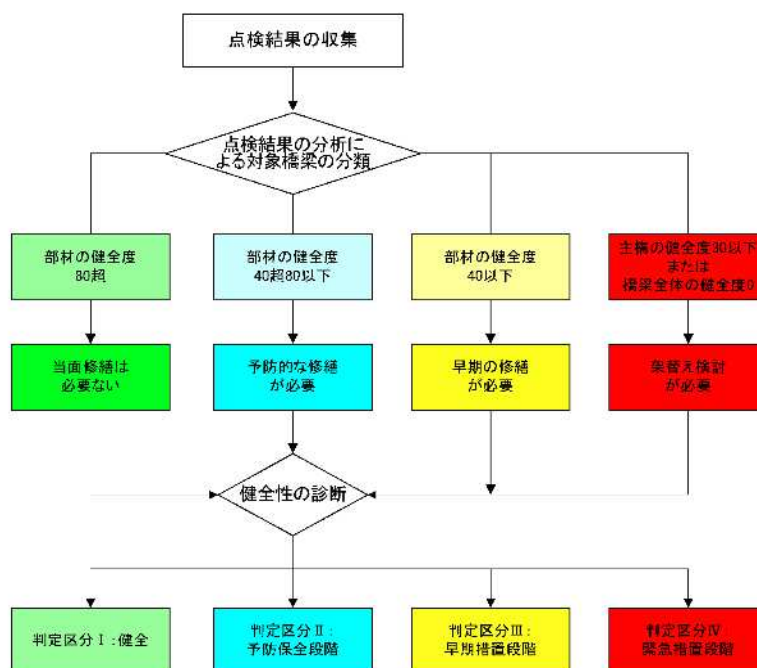 点検結果の収集
点検結果の分析に
よる対象橋梁の分類
部材の健全度
80超
部材の健全度
40超80以下
部材の健全度
40以下
主構の健全度30以下
または
橋梁全体の健全度0
当面修繕は
必要ない
予防的な修繕
が必要
早期の修繕
が必要
架替え検討
が必要
健全性の診断
判定区分Ⅰ:健全
判定区分Ⅱ:
予防保全段階
判定区分Ⅲ:
早期措置段階
判定区分Ⅳ
緊急措置段階